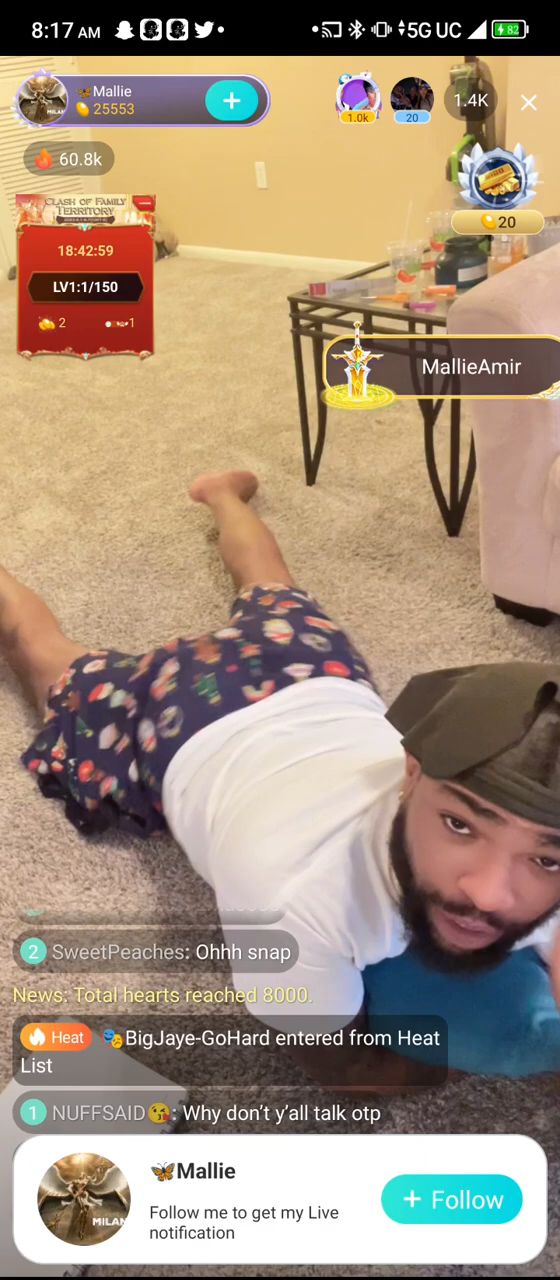 8:17 AM
5G UC
82
🦋Mallie
25553
1.0k
20
1.4K
60.8k
20
CLASH OF FAMILY
TERRITORY
18:42:59
LV1:1/150
2
1
MallieAmir
2 SweetPeaches: Ohhh snap
News: Total hearts reached 8000.
Heat 🎭BigJaye-GoHard entered from Heat
List
1 NUFFSAID😘: Why don't y'all talk otp
🦋Mallie
MILAN
Follow me to get my Live
notification
+ Follow